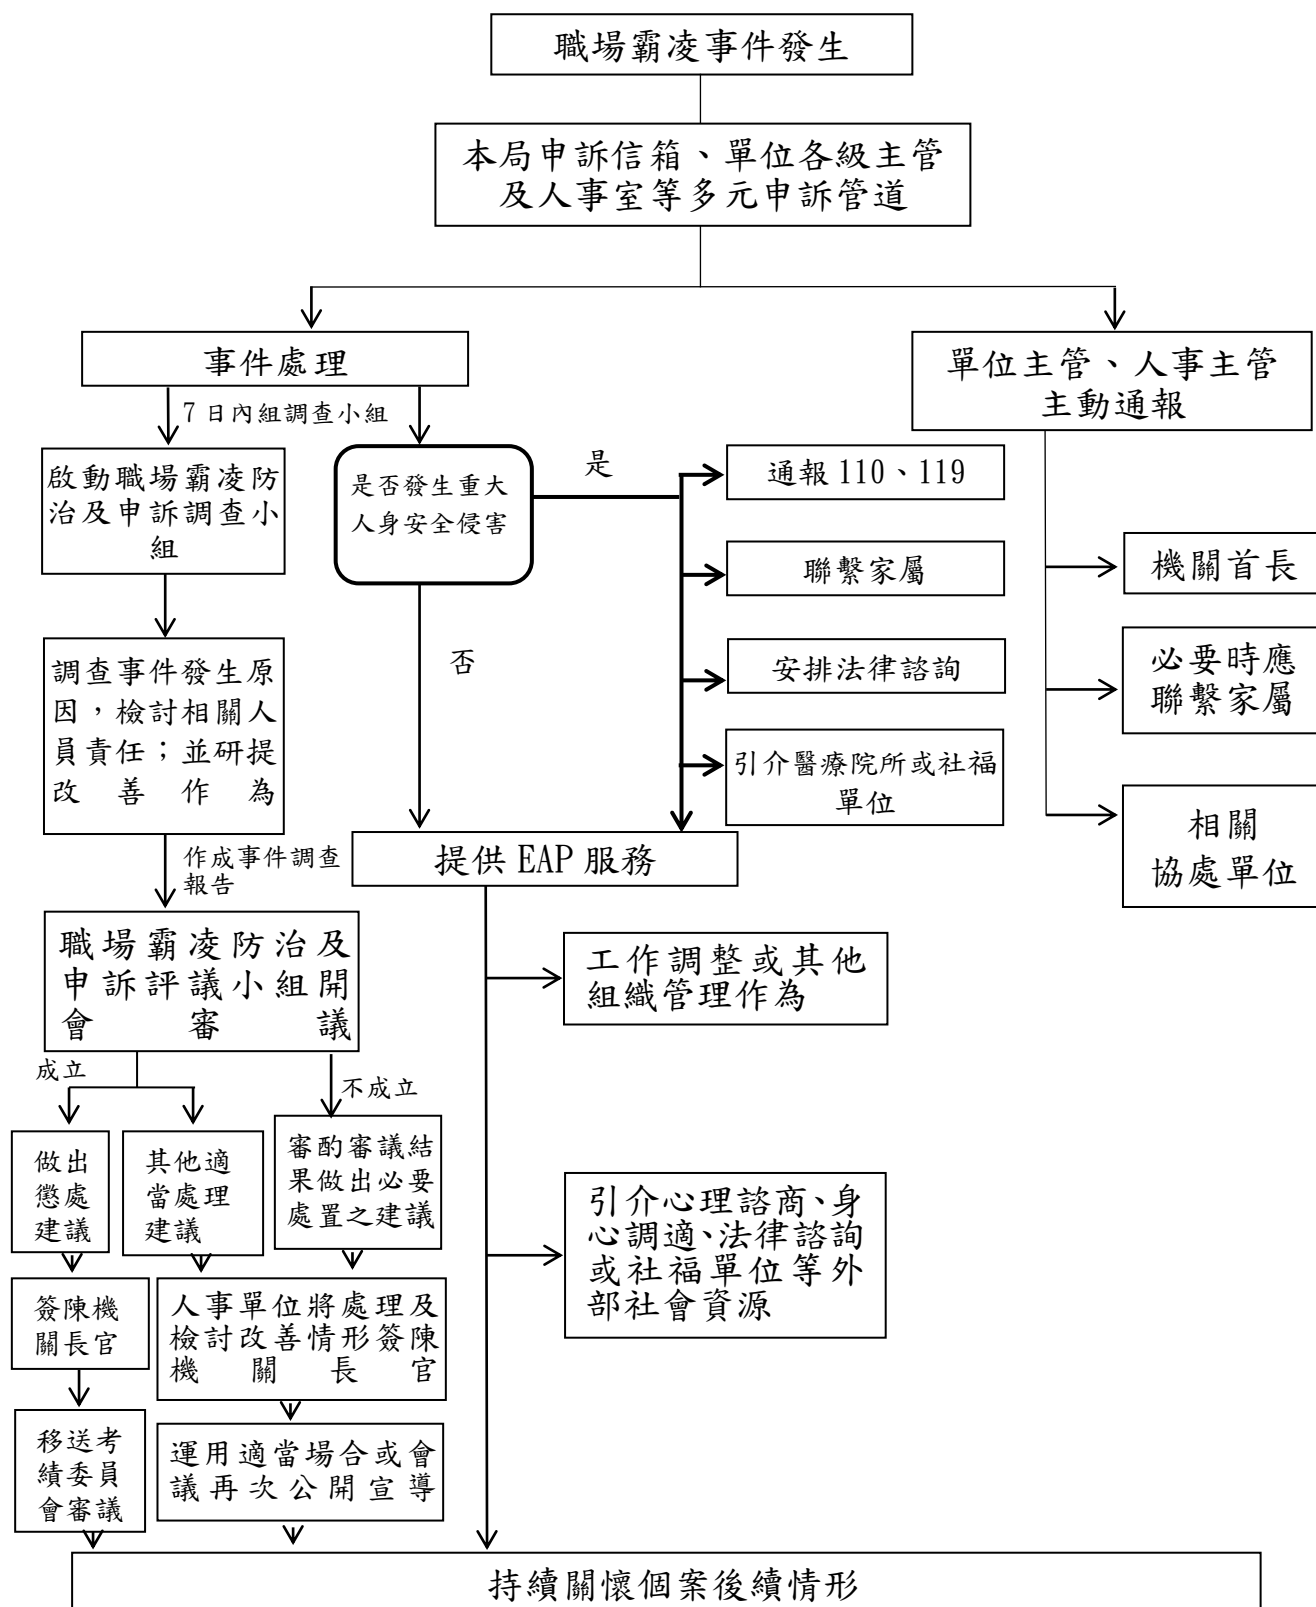 職場霸凌事件發生
本局申訴信箱、單位各級主管
及人事室等多元申訴管道
事件處理
單位主管、人事主管
主動通報
7日內組調查小組
啟動職場霸凌防
治及申訴調查小
組
是否發生重大
人身安全侵害
是
否
通報110、119
聯繫家屬
安排法律諮詢
引介醫療院所或社福
單位
機關首長
必要時應
聯繫家屬
相關
協處單位
調查事件發生原
因，檢討相關人
員責任；並研提
改善作為
作成事件調查
報告
提供EAP服務
職場霸凌防治及
申訴評議小組開
會審議
工作調整或其他
組織管理作為
成立
不成立
做出
懲處
建議
其他適
當處理
建議
審酌審議結
果做出必要
處置之建議
引介心理諮商、身
心調適、法律諮詢
或社福單位等外
部社會資源
簽陳機
關長官
人事單位將處理及
檢討改善情形簽陳
機關長官
移送考
績委員
會審議
運用適當場合或會
議再次公開宣導
持續關懷個案後續情形